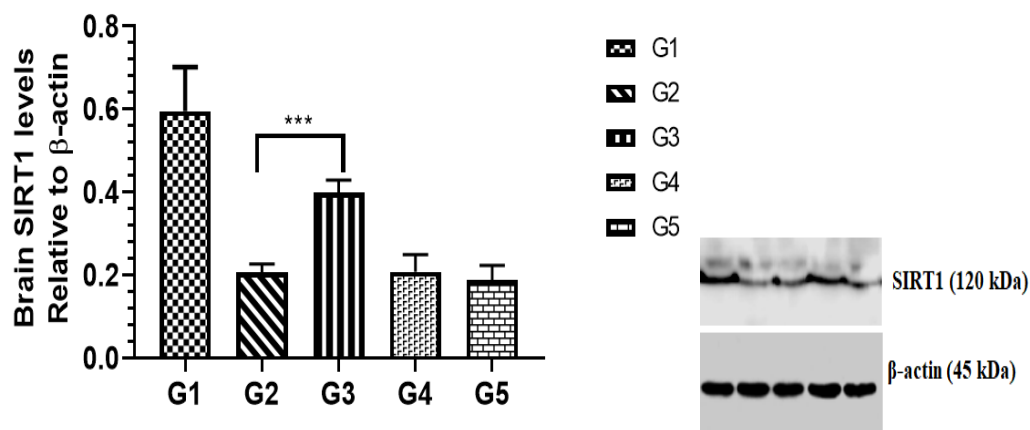 Brain SIRT1 levels
Relative to β-actin
0.8
0.6
0.4
0.2
0.0
***
G1
G2
G3
G4
G5
G1
G2
G3
G4
G5
SIRT1 (120 kDa)
β-actin (45 kDa)